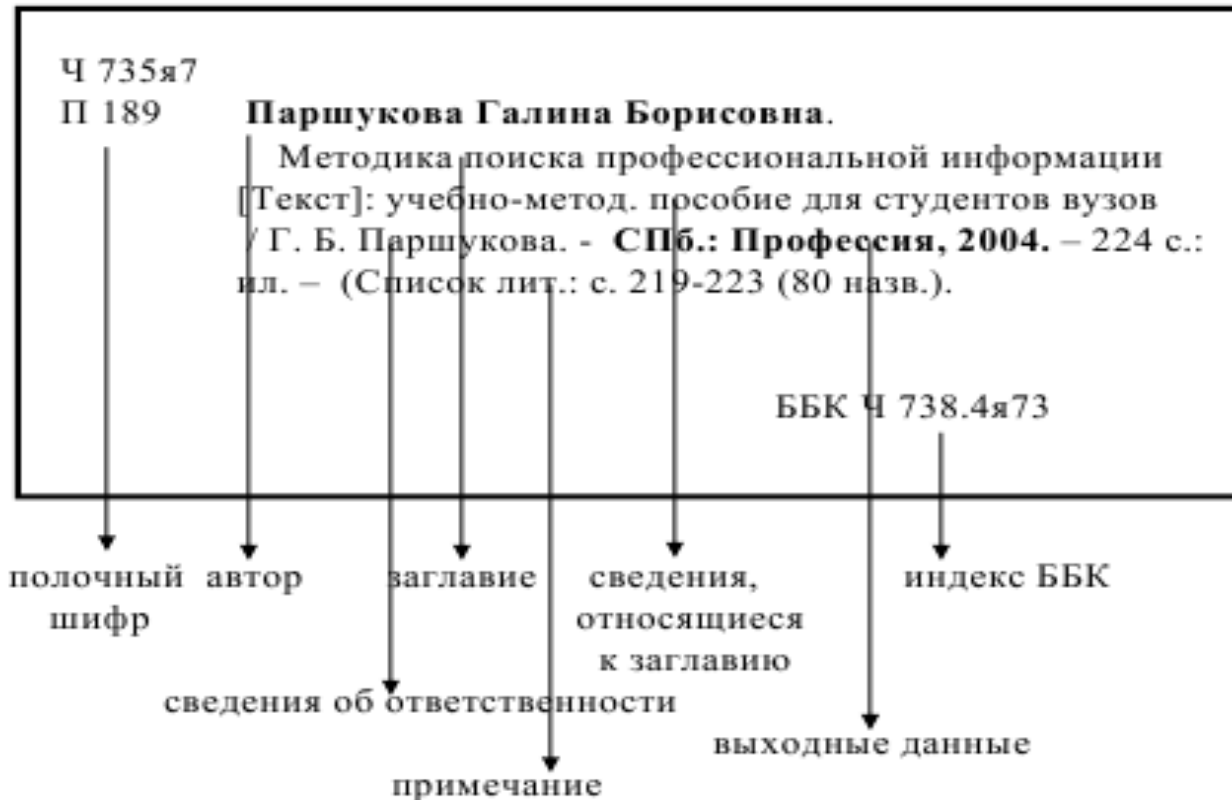 Ч 735я7
П 189 Паршукова Галина Борисовна.
Методика поиска профессиональной информации
[Текст]: учебно-метод. пособие для студентов вузов
/ Г. Б. Паршукова. - СПб.: Профессия, 2004. – 224 с.:
ил. – (Список лит.: с. 219-223 (80 назв.).
ББК Ч 738.4я73
полочный шифр
автор
заглавие
сведения, относящиеся к заглавию
индекс ББК
сведения об ответственности
выходные данные
примечание